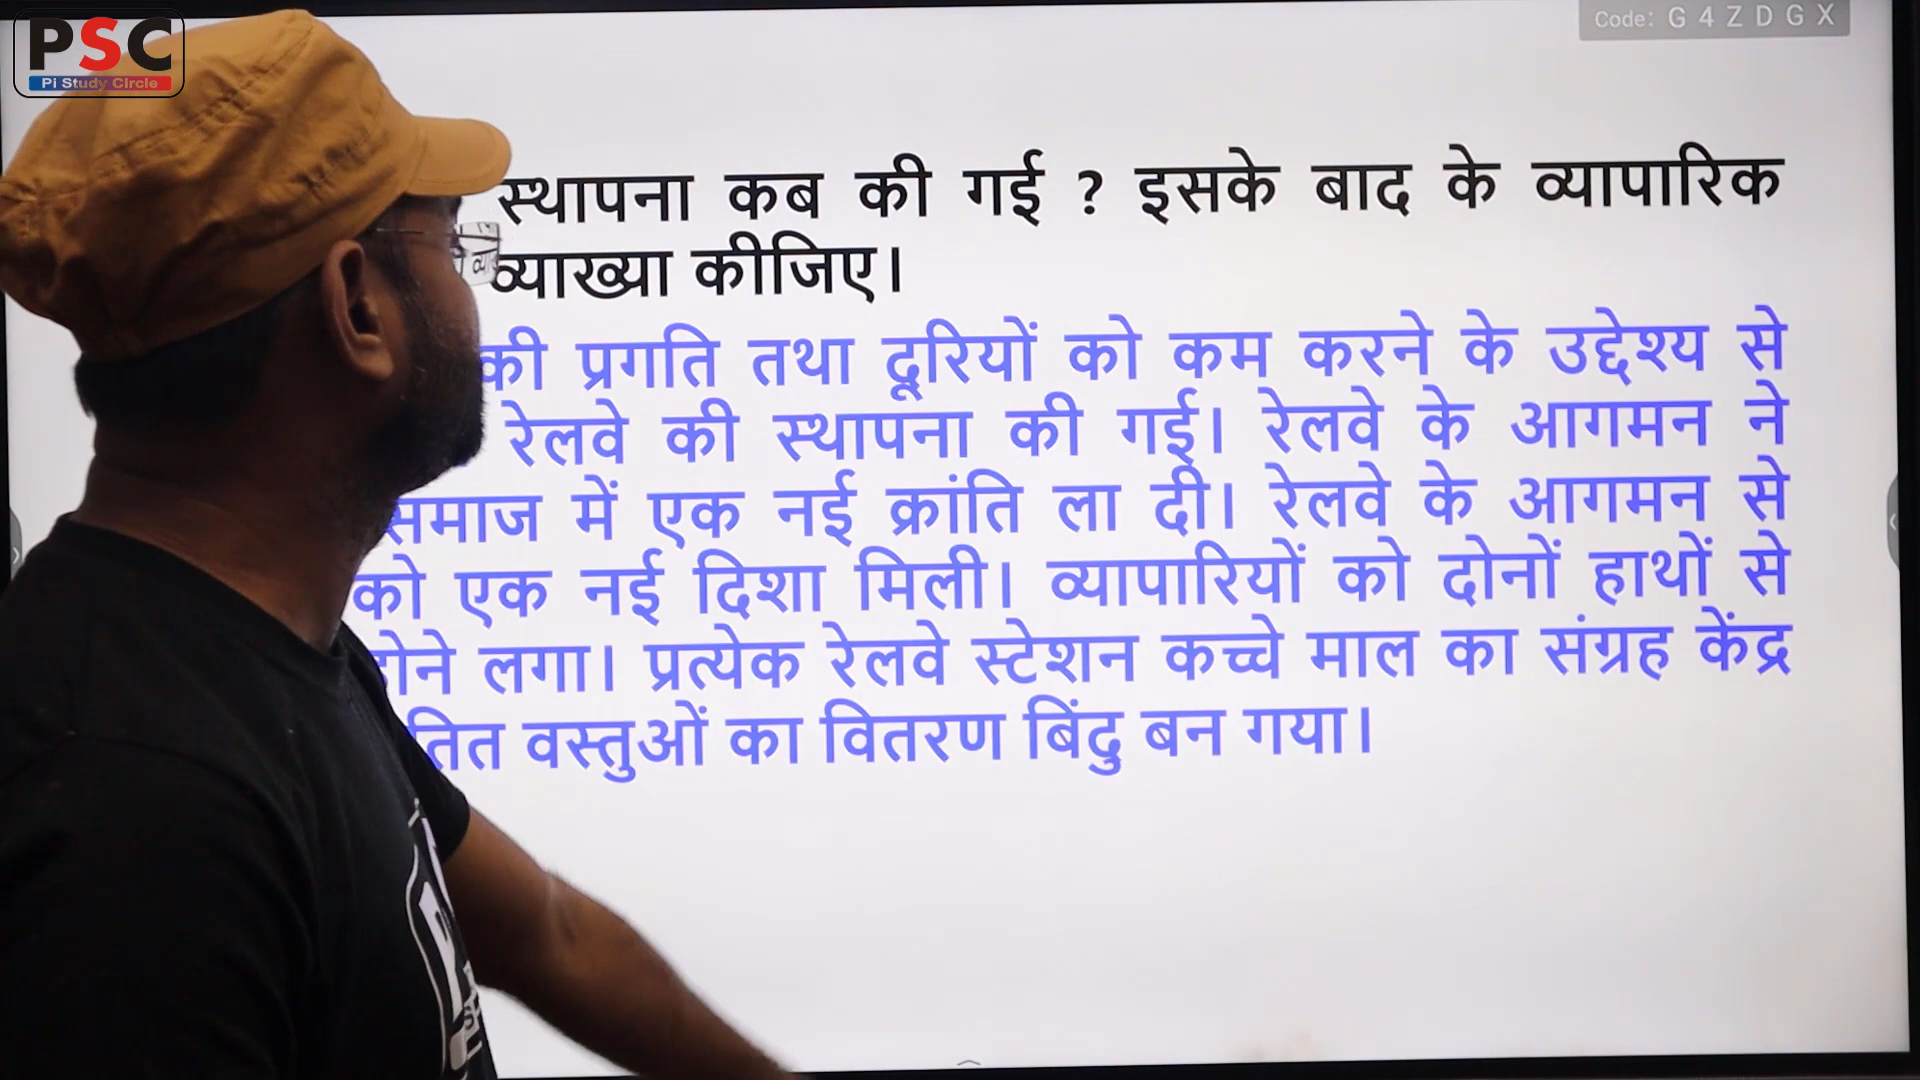 PSC
Pi Study Circle
Code: G 4 Z D G X
स्थापना कब की गई ? इसके बाद के व्यापारिक
व्याख्या कीजिए।
की प्रगति तथा दूरियों को कम करने के उद्देश्य से
रेलवे की स्थापना की गई। रेलवे के आगमन ने
समाज में एक नई क्रांति ला दी। रेलवे के आगमन से
को एक नई दिशा मिली। व्यापारियों को दोनों हाथों से
लगा। प्रत्येक रेलवे स्टेशन कच्चे माल का संग्रह केंद्र
वस्तुओं का वितरण बिंदु बन गया।